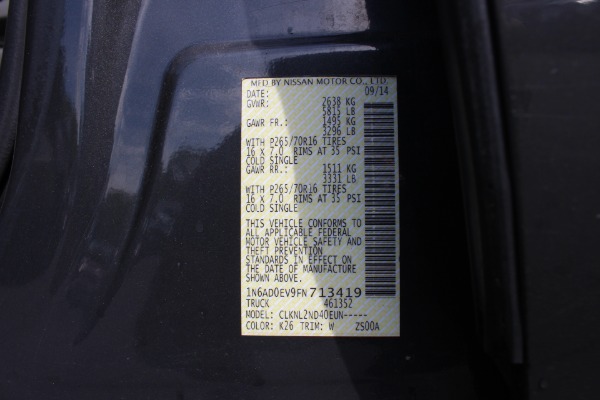 MFD BY NISSAN MOTOR CO., LTD.
DATE: 09/14
GVWR: 2638 KG
5815 LB
GAWR FR.: 1495 KG
3296 LB
WITH P265/70R16 TIRES
16 X 7.0 RIMS AT 35 PSI
COLD SINGLE
GAWR RR.: 1511 KG
3331 LB
WITH P265/70R16 TIRES
16 X 7.0 RIMS AT 35 PSI
COLD SINGLE
THIS VEHICLE CONFORMS TO
ALL APPLICABLE FEDERAL
MOTOR VEHICLE SAFETY AND
THEFT PREVENTION
STANDARDS IN EFFECT ON
THE DATE OF MANUFACTURE
SHOWN ABOVE.
1N6AD0EV9FN713419
TRUCK 461352
MODEL: CLKNL2ND40EUN-----
COLOR: K26 TRIM: W ZS00A